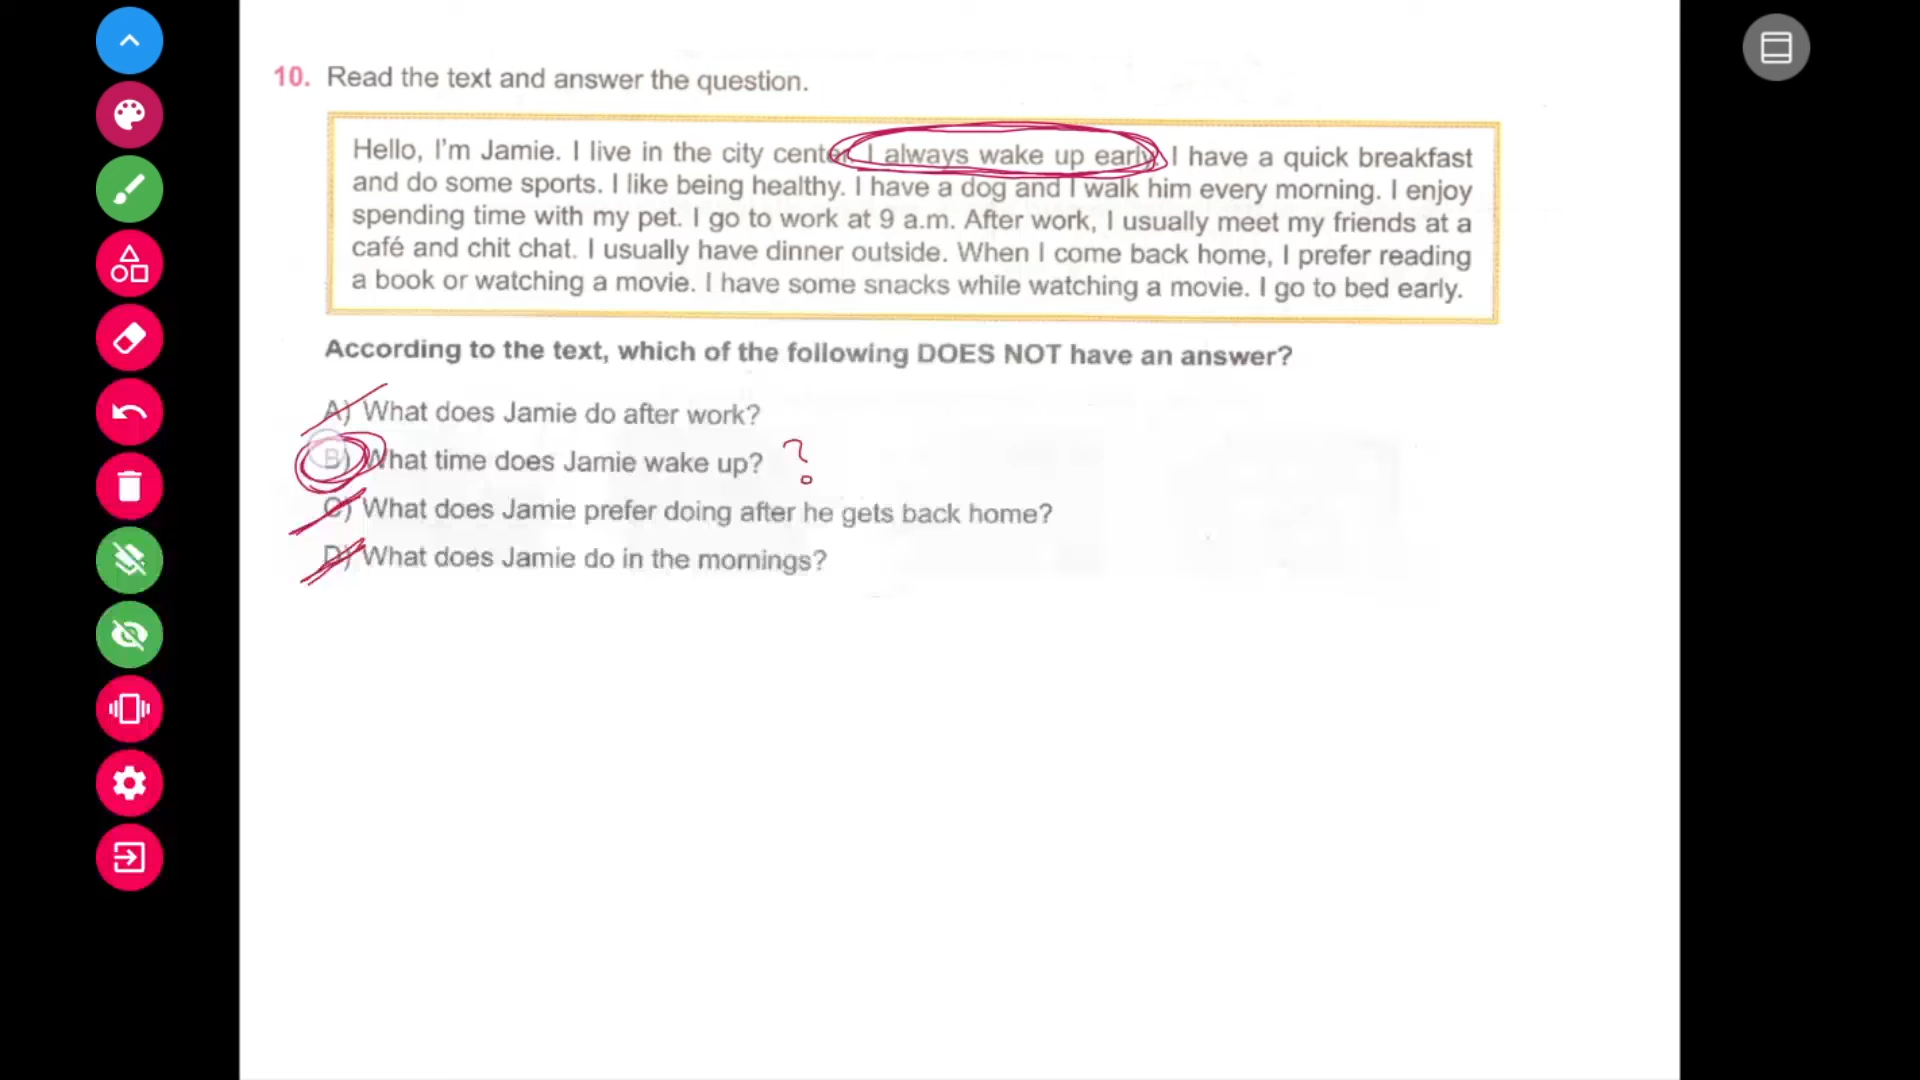 10. Read the text and answer the question.
Hello, I'm Jamie. I live in the city center. I always wake up early. I have a quick breakfast
and do some sports. I like being healthy. I have a dog and I walk him every morning. I enjoy
spending time with my pet. I go to work at 9 a.m. After work, I usually meet my friends at a
café and chit chat. I usually have dinner outside. When I come back home, I prefer reading
a book or watching a movie. I have some snacks while watching a movie. I go to bed early.
According to the text, which of the following DOES NOT have an answer?
A) What does Jamie do after work?
B) What time does Jamie wake up? ?
C) What does Jamie prefer doing after he gets back home?
D) What does Jamie do in the mornings?